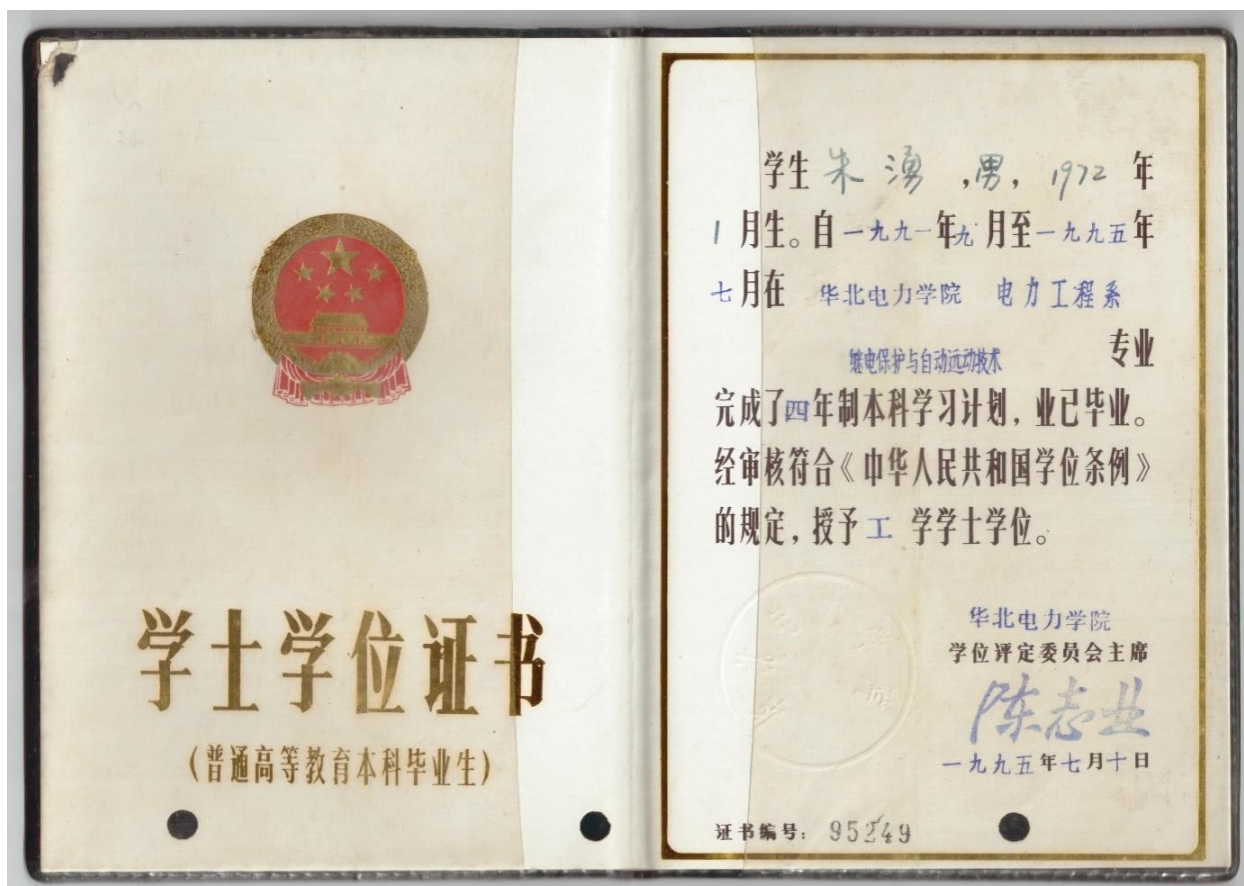 学士学位证书
(普通高等教育本科毕业生)
学生 朱湧 ,男, 1972 年
1 月生。自一九九一年九月至一九九五年
七月在 华北电力学院 电力工程系
继电保护与自动远动技术 专业
完成了四年制本科学习计划,业已毕业。
经审核符合《中华人民共和国学位条例》
的规定,授予 工 学学士学位。
华北电力学院
学位评定委员会主席
陈志业
一九九五年七月十日
证书编号: 95249